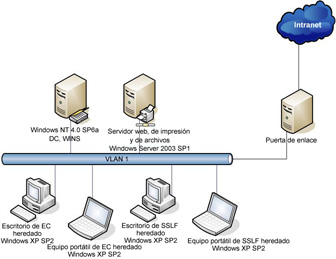 Intranet
Windows NT 4.0 SP6a
DC, WINS
Servidor web, de impresión
y de archivos
Windows Server 2003 SP1
Puerta de enlace
VLAN 1
Escritorio de EC
heredado
Windows XP SP2
Equipo portátil de EC heredado
Windows XP SP2
Escritorio de SSLF
heredado
Windows XP SP2
Equipo portátil de SSLF heredado
Windows XP SP2